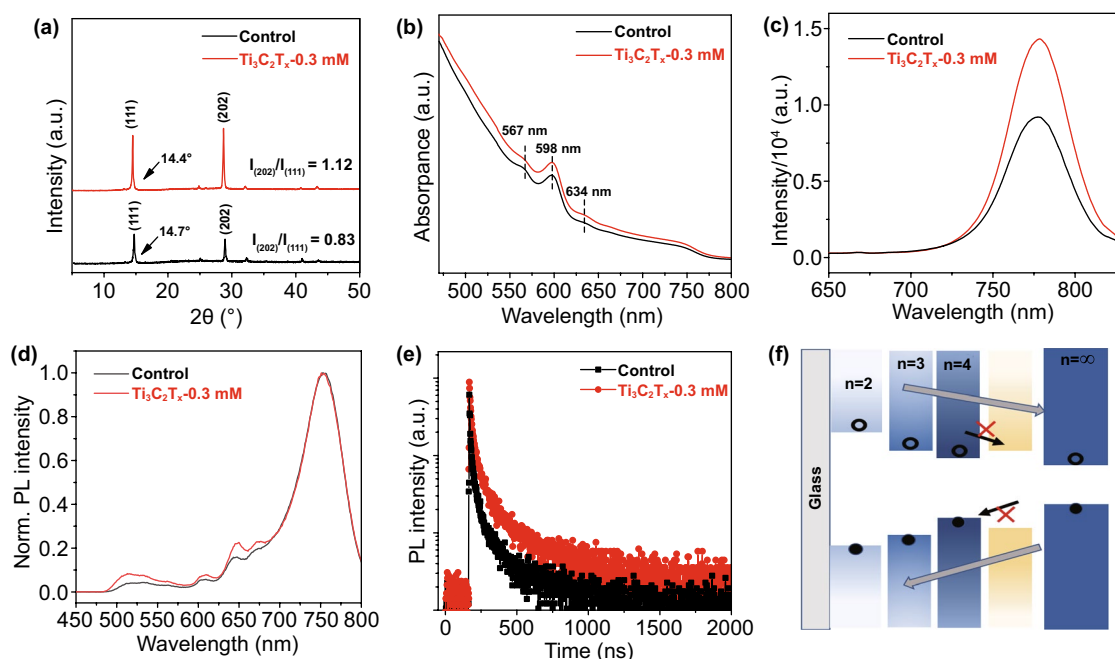 (a)
Control
Ti₃C₂Tₓ-0.3 mM
(111)
(202)
14.4°
I₍₂₀₂₎/I₍₁₁₁₎ = 1.12
(111)
(202)
14.7°
I₍₂₀₂₎/I₍₁₁₁₎ = 0.83
Intensity (a.u.)
5 10 20 30 40 50
2θ (°)
(b)
Control
Ti₃C₂Tₓ-0.3 mM
567 nm
598 nm
634 nm
Absorpance (a.u.)
500 550 600 650 700 750 800
Wavelength (nm)
(c)
Control
Ti₃C₂Tₓ-0.3 mM
Intensity/10⁴ (a.u.)
1.5
1.0
0.5
0.0
650 700 750 800
Wavelength (nm)
(d)
Control
Ti₃C₂Tₓ-0.3 mM
Norm. PL intensity
1.0
0.8
0.6
0.4
0.2
0.0
450 500 550 600 650 700 750 800
Wavelength (nm)
(e)
Control
Ti₃C₂Tₓ-0.3 mM
PL intensity (a.u.)
0 500 1000 1500 2000
Time (ns)
(f)
Glass
n=2
n=3
n=4
n=∞